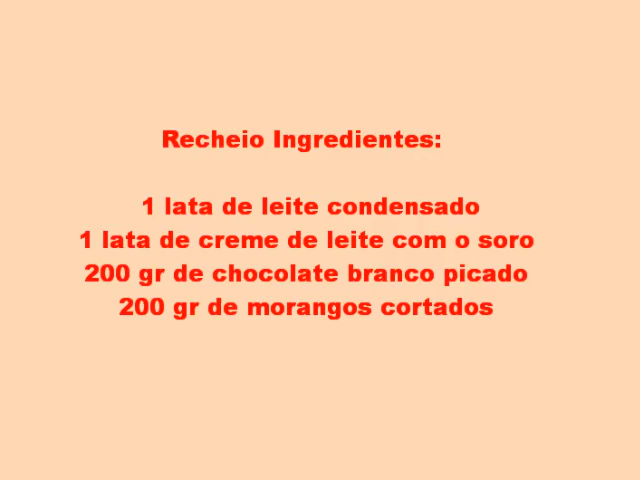 Recheio Ingredientes:
1 lata de leite condensado
1 lata de creme de leite com o soro
200 gr de chocolate branco picado
200 gr de morangos cortados